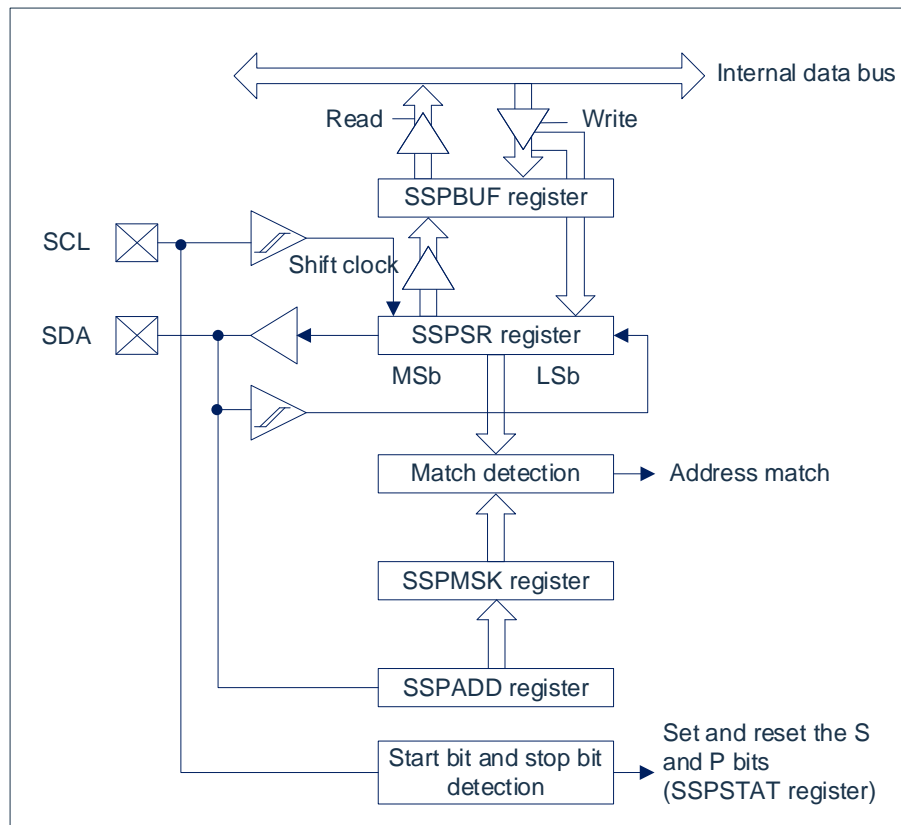 Internal data bus
Read
Write
SSPBUF register
SCL
Shift clock
SDA
SSPSR register
MSb
LSb
Match detection
Address match
SSPMSK register
SSPADD register
Start bit and stop bit
detection
Set and reset the S
and P bits
(SSPSTAT register)